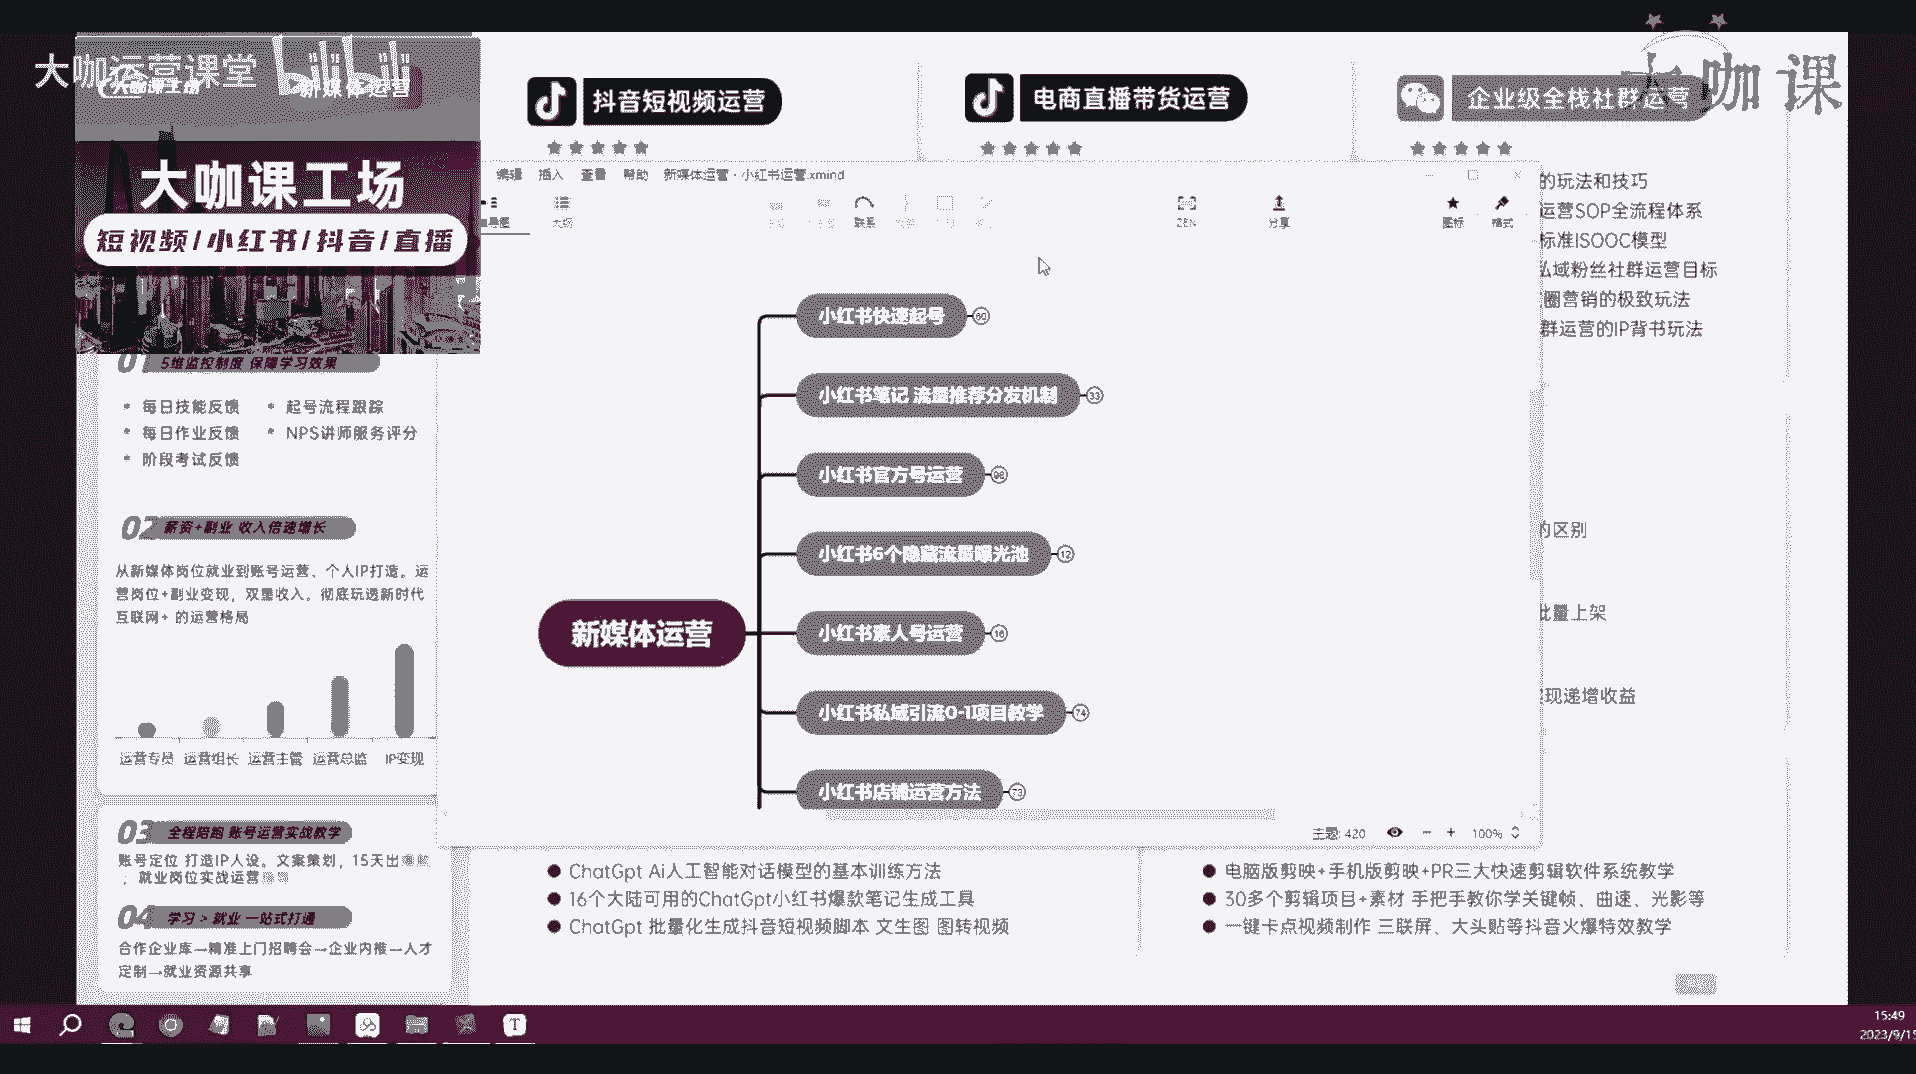 大咖运营课堂
bilibili
新媒体运营
大咖课
大咖课工场
短视频/小红书/抖音/直播
抖音短视频运营
电商直播带货运营
企业级全栈社群运营
编辑 插入 查看 帮助 新媒体运营 · 小红书运营.xmind
大纲
联系
ZEN
分享
图标
格式
的玩法和技巧
运营SOP全流程体系
标准ISOOC模型
私域粉丝社群运营目标
圈营销的极致玩法
群运营的IP背书玩法
的区别
批量上架
现递增收益
小红书快速起号 60
小红书笔记 流量推荐分发机制 33
小红书官方号运营 98
小红书6个隐藏流量曝光池 12
小红书素人号运营 16
小红书私域引流0-1项目教学 74
小红书店铺运营方法 73
新媒体运营
主题: 420
100%
01 5维监控制度 保障学习效果
* 每日技能反馈 * 起号流程跟踪
* 每日作业反馈 * NPS讲师服务评分
* 阶段考试反馈
02 薪资+副业 收入倍速增长
从新媒体岗位就业到账号运营、个人IP打造。运
营岗位+副业变现，双重收入。彻底玩透新时代
互联网+ 的运营格局
运营专员 运营组长 运营主管 运营总监 IP变现
03 全程陪跑 账号运营实战教学
账号定位 打造IP人设。文案策划，15天出
；就业岗位实战运营
04 学习 > 就业 一站式打通
合作企业库→精准上门招聘会→企业内推→人才
定制→就业资源共享
● ChatGpt Ai人工智能对话模型的基本训练方法
● 16个大陆可用的ChatGpt小红书爆款笔记生成工具
● ChatGpt 批量化生成抖音短视频脚本 文生图 图转视频
● 电脑版剪映+手机版剪映+PR三大快速剪辑软件系统教学
● 30多个剪辑项目+素材 手把手教你学关键帧、曲速、光影等
● 一键卡点视频制作 三联屏、大头贴等抖音火爆特效教学
15:49
2023/9/15